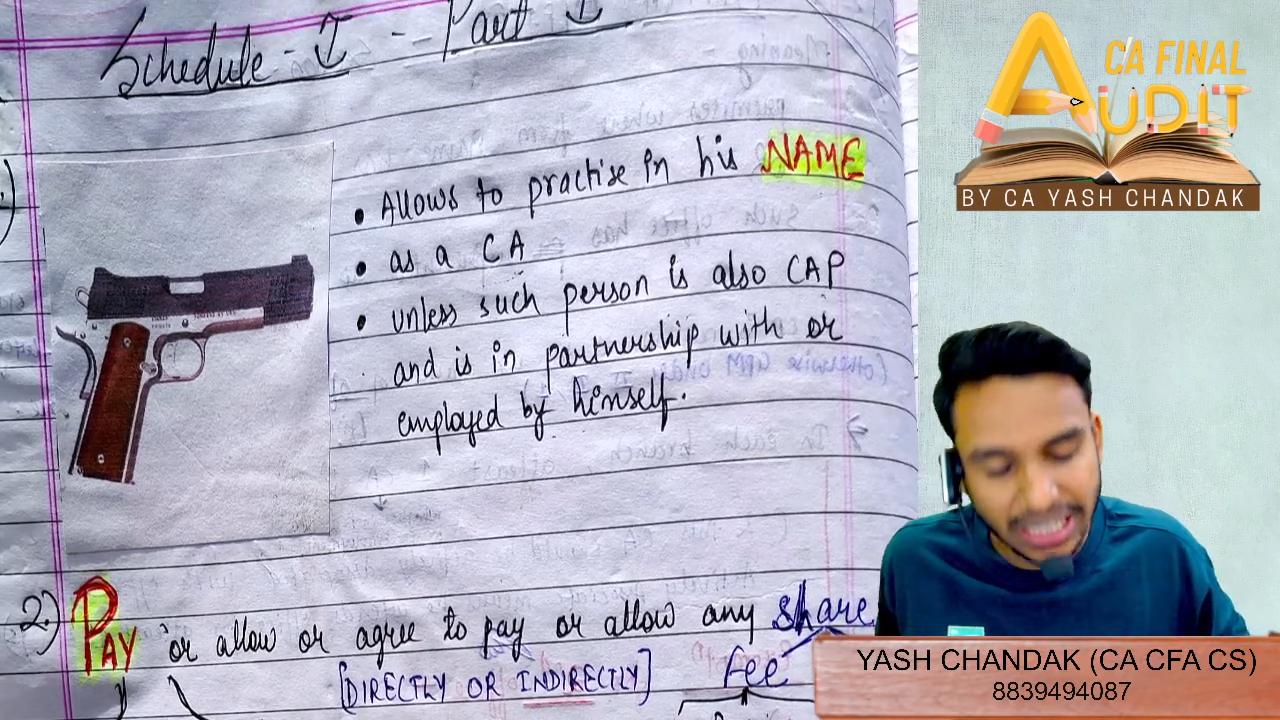 Schedule - I - Part I
• Allows to practise in his NAME
• as a CA
• unless such person is also CAP
and is in partnership with or
employed by himself.
2.) PAY or allow or agree to pay or allow any share
[DIRECTLY OR INDIRECTLY] fee
CA FINAL
AUDIT
BY CA YASH CHANDAK
YASH CHANDAK (CA CFA CS)
8839494087